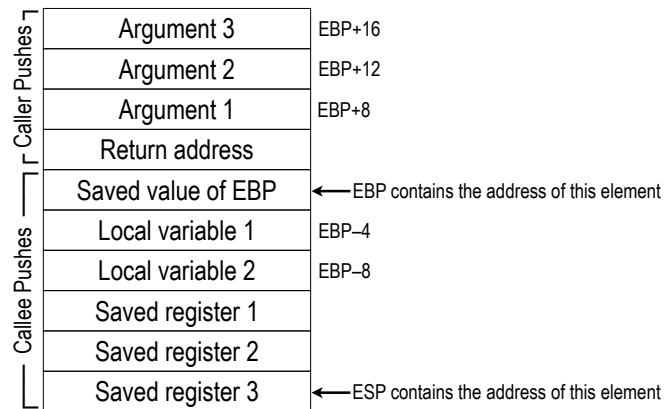 Caller Pushes
Argument 3 EBP+16
Argument 2 EBP+12
Argument 1 EBP+8
Return address
Callee Pushes
Saved value of EBP EBP contains the address of this element
Local variable 1 EBP–4
Local variable 2 EBP–8
Saved register 1
Saved register 2
Saved register 3 ESP contains the address of this element